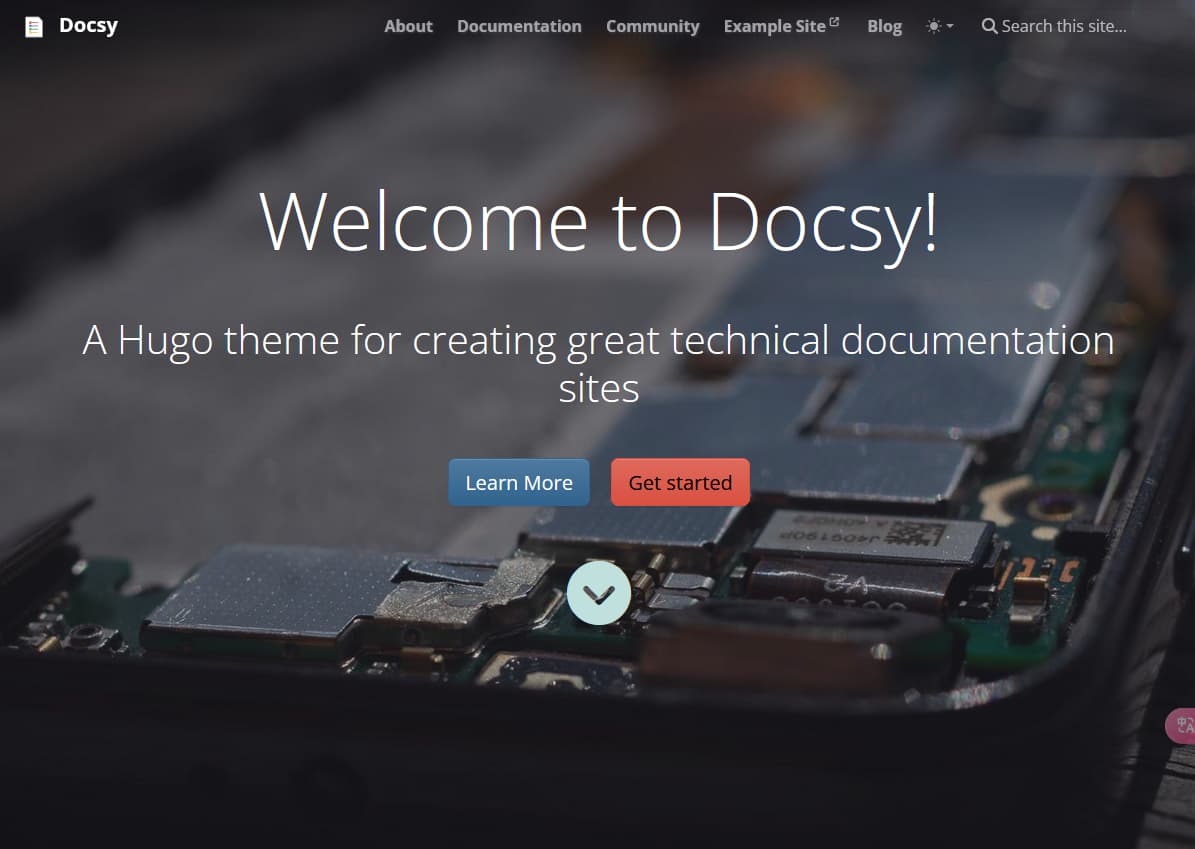 Docsy
About Documentation Community Example Site Blog Search this site...
Welcome to Docsy!
A Hugo theme for creating great technical documentation
sites
Learn More Get started